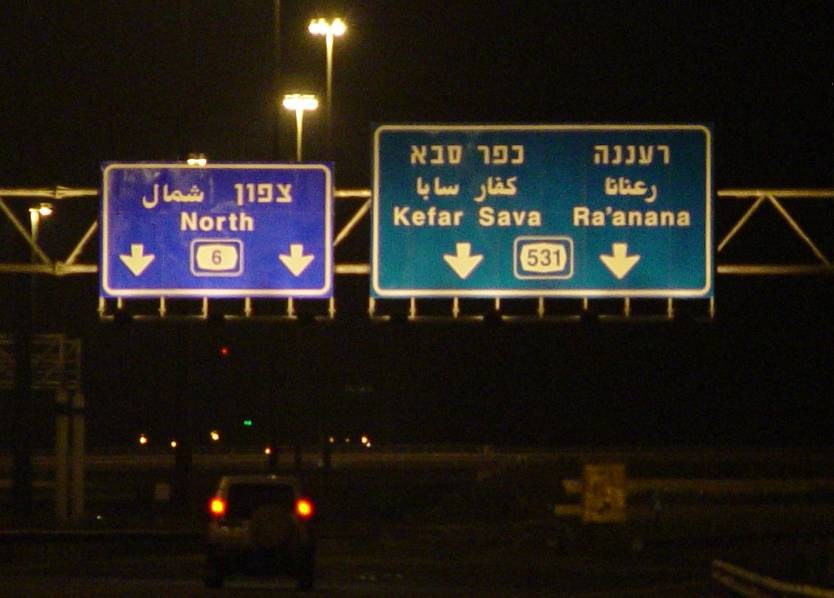 צפון شمال
North
6
כפר סבא רעננה
كفار سابا رعنانا
Kefar Sava Ra'anana
531